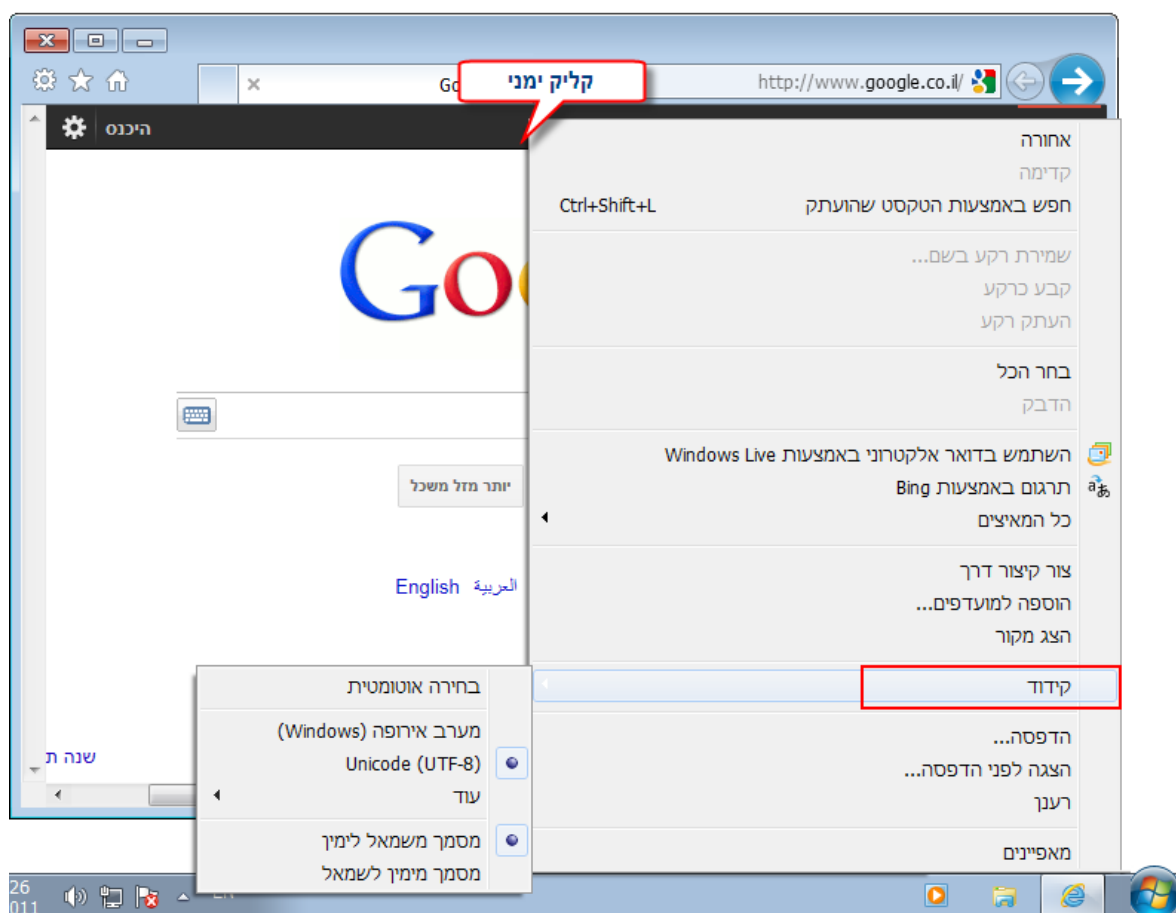 http://www.google.co.il/
Go
קליק ימני
היכנס
Goo
יותר מזל משכל
العربية English
שנה ת
אחורה
קדימה
חפש באמצעות הטקסט שהועתק Ctrl+Shift+L
שמירת רקע בשם...
קבע כרקע
העתק רקע
בחר הכל
הדבק
השתמש בדואר אלקטרוני באמצעות Windows Live
תרגום באמצעות Bing
כל המאיצים
צור קיצור דרך
הוספה למועדפים...
הצג מקור
קידוד
הדפסה...
הצגה לפני הדפסה...
רענן
מאפיינים
בחירה אוטומטית
מערב אירופה (Windows)
Unicode (UTF-8)
עוד
מסמך משמאל לימין
מסמך מימין לשמאל
26
011